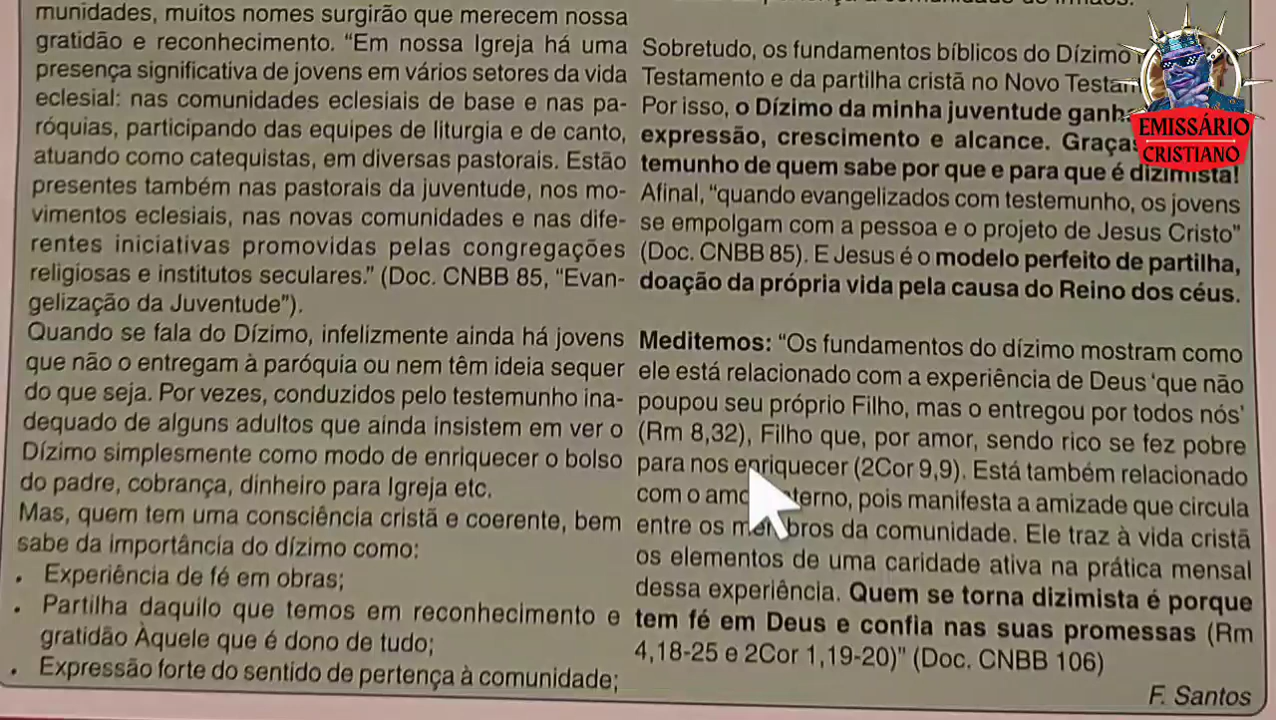 munidades, muitos nomes surgirão que merecem nossa
gratidão e reconhecimento. “Em nossa Igreja há uma
presença significativa de jovens em vários setores da vida
eclesial: nas comunidades eclesiais de base e nas pa-
róquias, participando das equipes de liturgia e de canto,
atuando como catequistas, em diversas pastorais. Estão
presentes também nas pastorais da juventude, nos mo-
vimentos eclesiais, nas novas comunidades e nas dife-
rentes iniciativas promovidas pelas congregações
religiosas e institutos seculares.” (Doc. CNBB 85, “Evan-
gelização da Juventude”).
Quando se fala do Dízimo, infelizmente ainda há jovens
que não o entregam à paróquia ou nem têm ideia sequer
do que seja. Por vezes, conduzidos pelo testemunho ina-
dequado de alguns adultos que ainda insistem em ver o
Dízimo simplesmente como modo de enriquecer o bolso
do padre, cobrança, dinheiro para Igreja etc.
Mas, quem tem uma consciência cristã e coerente, bem
sabe da importância do dízimo como:
• Experiência de fé em obras;
• Partilha daquilo que temos em reconhecimento e
gratidão Àquele que é dono de tudo;
• Expressão forte do sentido de pertença à comunidade;
Sobretudo, os fundamentos bíblicos do Dízimo
Testamento e da partilha cristã no Novo
Por isso, o Dízimo da minha juventude
expressão, crescimento e alcance. Graças
temunho de quem sabe por que e para que é dizimista!
Afinal, “quando evangelizados com testemunho, os jovens
se empolgam com a pessoa e o projeto de Jesus Cristo”
(Doc. CNBB 85). E Jesus é o modelo perfeito de partilha,
doação da própria vida pela causa do Reino dos céus.
Meditemos: “Os fundamentos do dízimo mostram como
ele está relacionado com a experiência de Deus ‘que não
poupou seu próprio Filho, mas o entregou por todos nós’
(Rm 8,32), Filho que, por amor, sendo rico se fez pobre
para nos enriquecer (2Cor 9,9). Está também relacionado
com o pois manifesta a amizade que circula
entre os membros da comunidade. Ele traz à vida cristã
os elementos de uma caridade ativa na prática mensal
dessa experiência. Quem se torna dizimista é porque
tem fé em Deus e confia nas suas promessas (Rm
4,18-25 e 2Cor 1,19-20)” (Doc. CNBB 106)
F. Santos
EMISSÁRIO
CRISTIANO